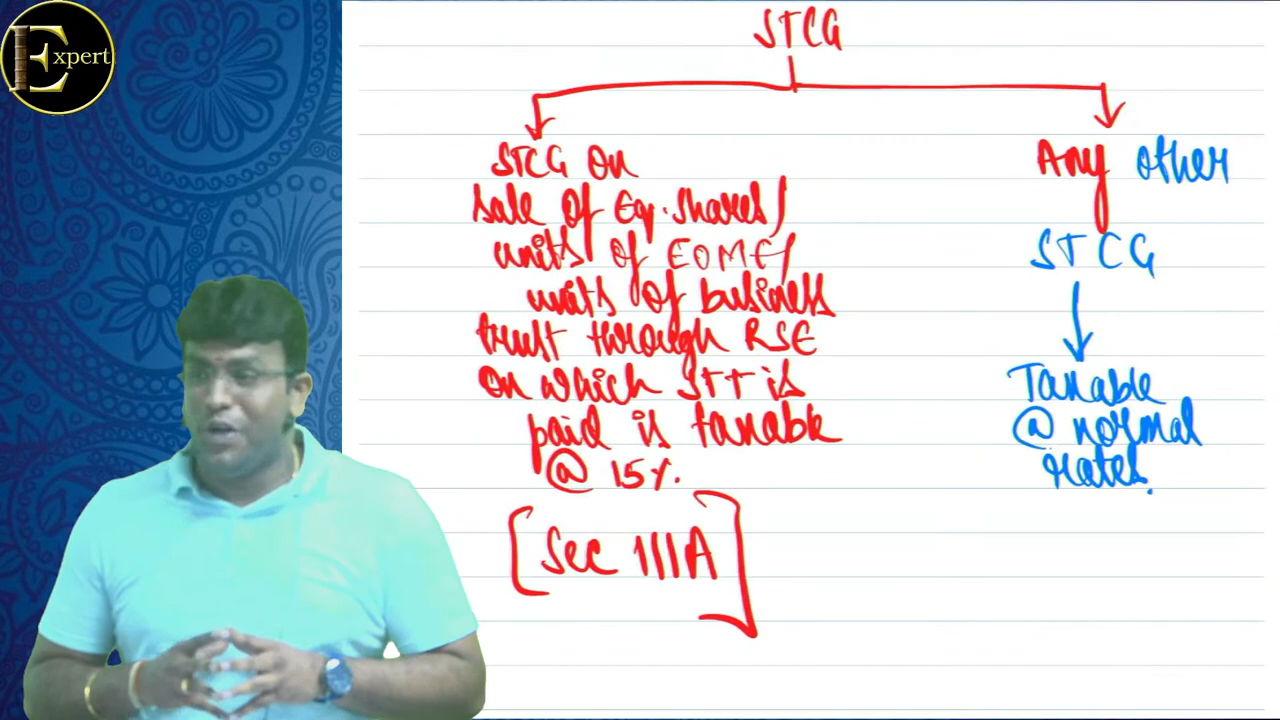 Expert
STCG
STCG on
sale of Eq. shares/
units of EOMF/
units of business
trust through RSE
on which STT is
paid is taxable
@ 15%.
[Sec 111A]
Any other
STCG
Taxable
@ normal
rates.